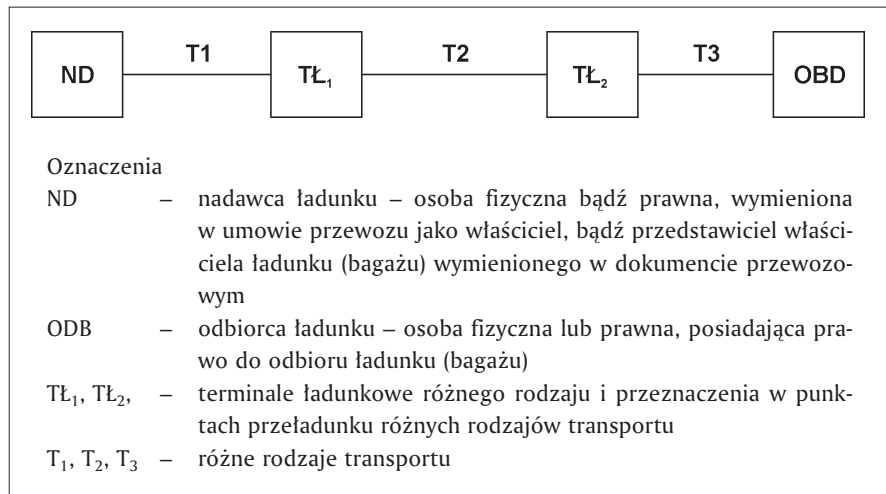 T1 T2 T3
ND TŁ₁ TŁ₂ OBD
Oznaczenia
ND – nadawca ładunku – osoba fizyczna bądź prawna, wymieniona
w umowie przewozu jako właściciel, bądź przedstawiciel właści-
ciela ładunku (bagażu) wymienionego w dokumencie przewozo-
wym
ODB – odbiorca ładunku – osoba fizyczna lub prawna, posiadająca pra-
wo do odbioru ładunku (bagażu)
TŁ₁, TŁ₂, – terminale ładunkowe różnego rodzaju i przeznaczenia w punk-
tach przeładunku różnych rodzajów transportu
T₁, T₂, T₃ – różne rodzaje transportu